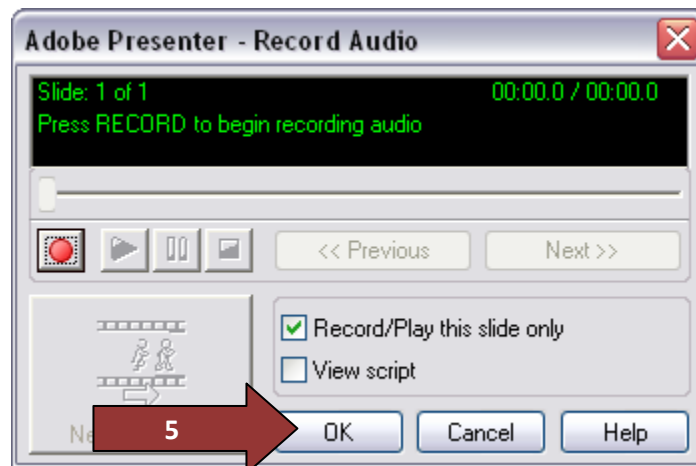 Adobe Presenter - Record Audio
Slide: 1 of 1 00:00.0 / 00:00.0
Press RECORD to begin recording audio
<< Previous Next >>
Record/Play this slide only
View script
5 OK Cancel Help